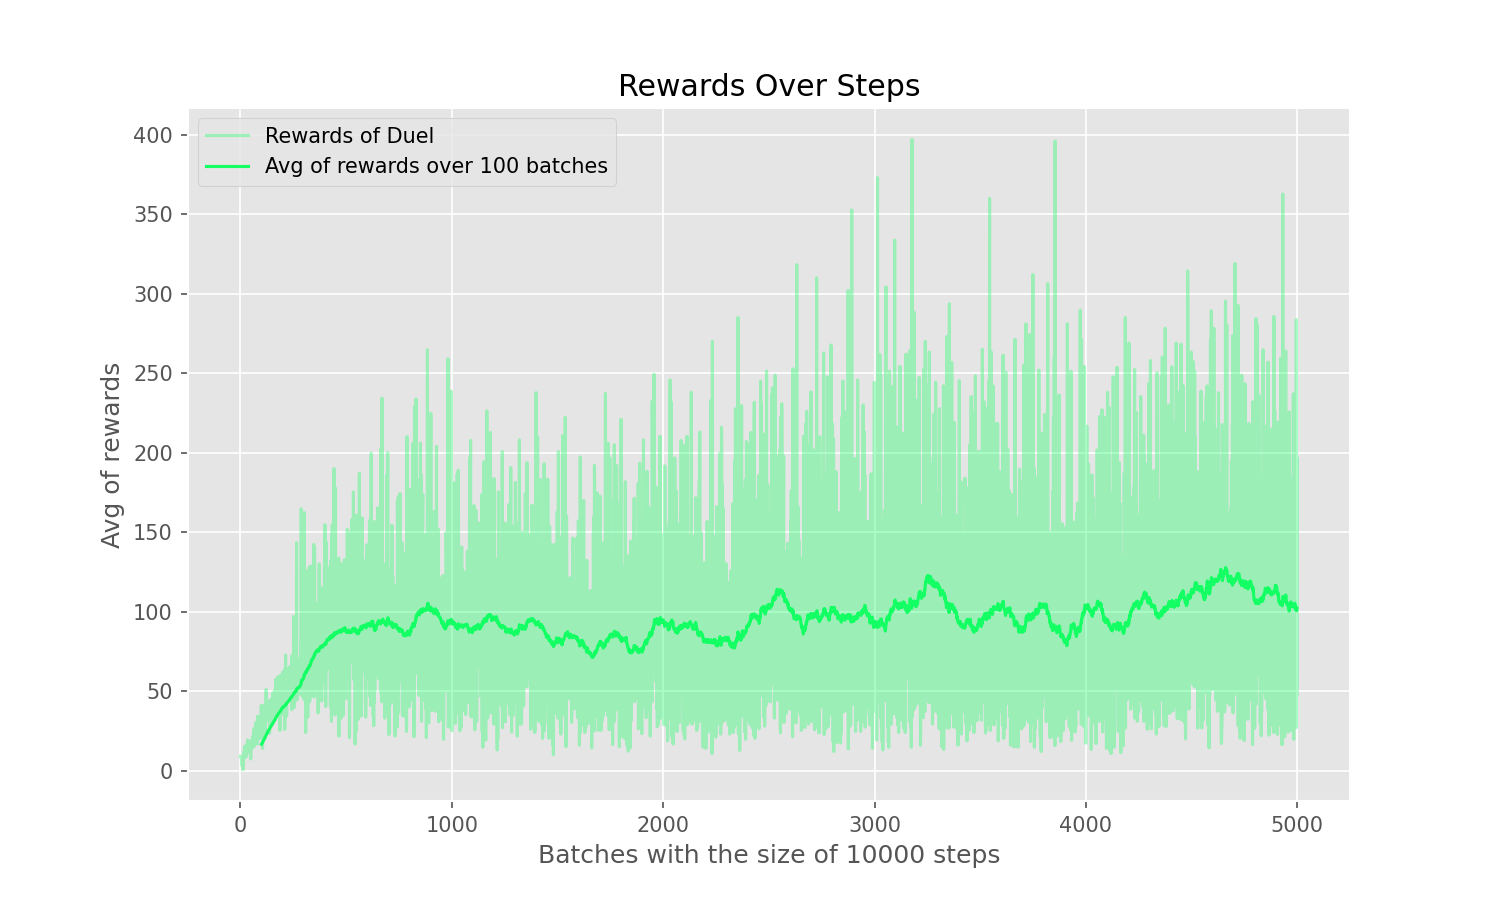 Rewards Over Steps
Rewards of Duel
Avg of rewards over 100 batches
400
350
300
250
200
150
100
50
0
Avg of rewards
0 1000 2000 3000 4000 5000
Batches with the size of 10000 steps